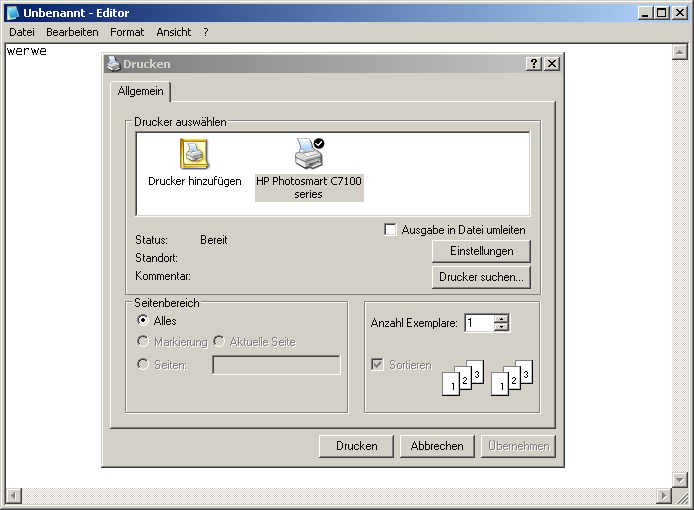 Unbenannt - Editor
Datei Bearbeiten Format Ansicht ?
werwe
Drucken
Allgemein
Drucker auswählen
Drucker hinzufügen
HP Photosmart C7100
series
Ausgabe in Datei umleiten
Status: Bereit
Einstellungen
Standort:
Kommentar:
Drucker suchen...
Seitenbereich
Alles
Markierung Aktuelle Seite
Seiten:
Anzahl Exemplare: 1
Sortieren
1 2 3 1 2 3
Drucken Abbrechen Übernehmen